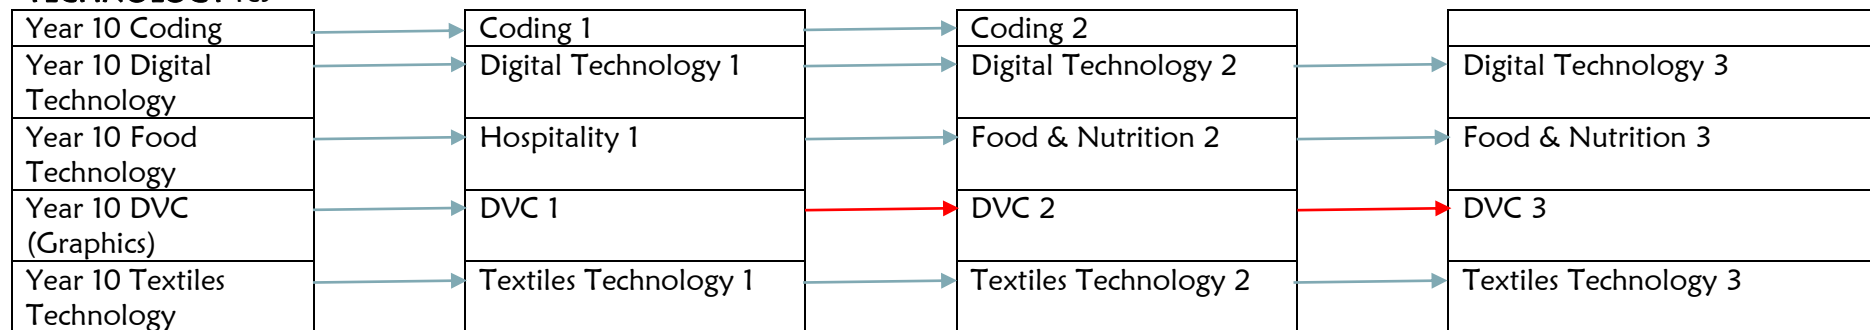 Year 10 Coding Coding 1 Coding 2
Year 10 Digital Digital Technology 1 Digital Technology 2 Digital Technology 3
Technology
Year 10 Food Hospitality 1 Food & Nutrition 2 Food & Nutrition 3
Technology
Year 10 DVC DVC 1 DVC 2 DVC 3
(Graphics)
Year 10 Textiles Textiles Technology 1 Textiles Technology 2 Textiles Technology 3
Technology